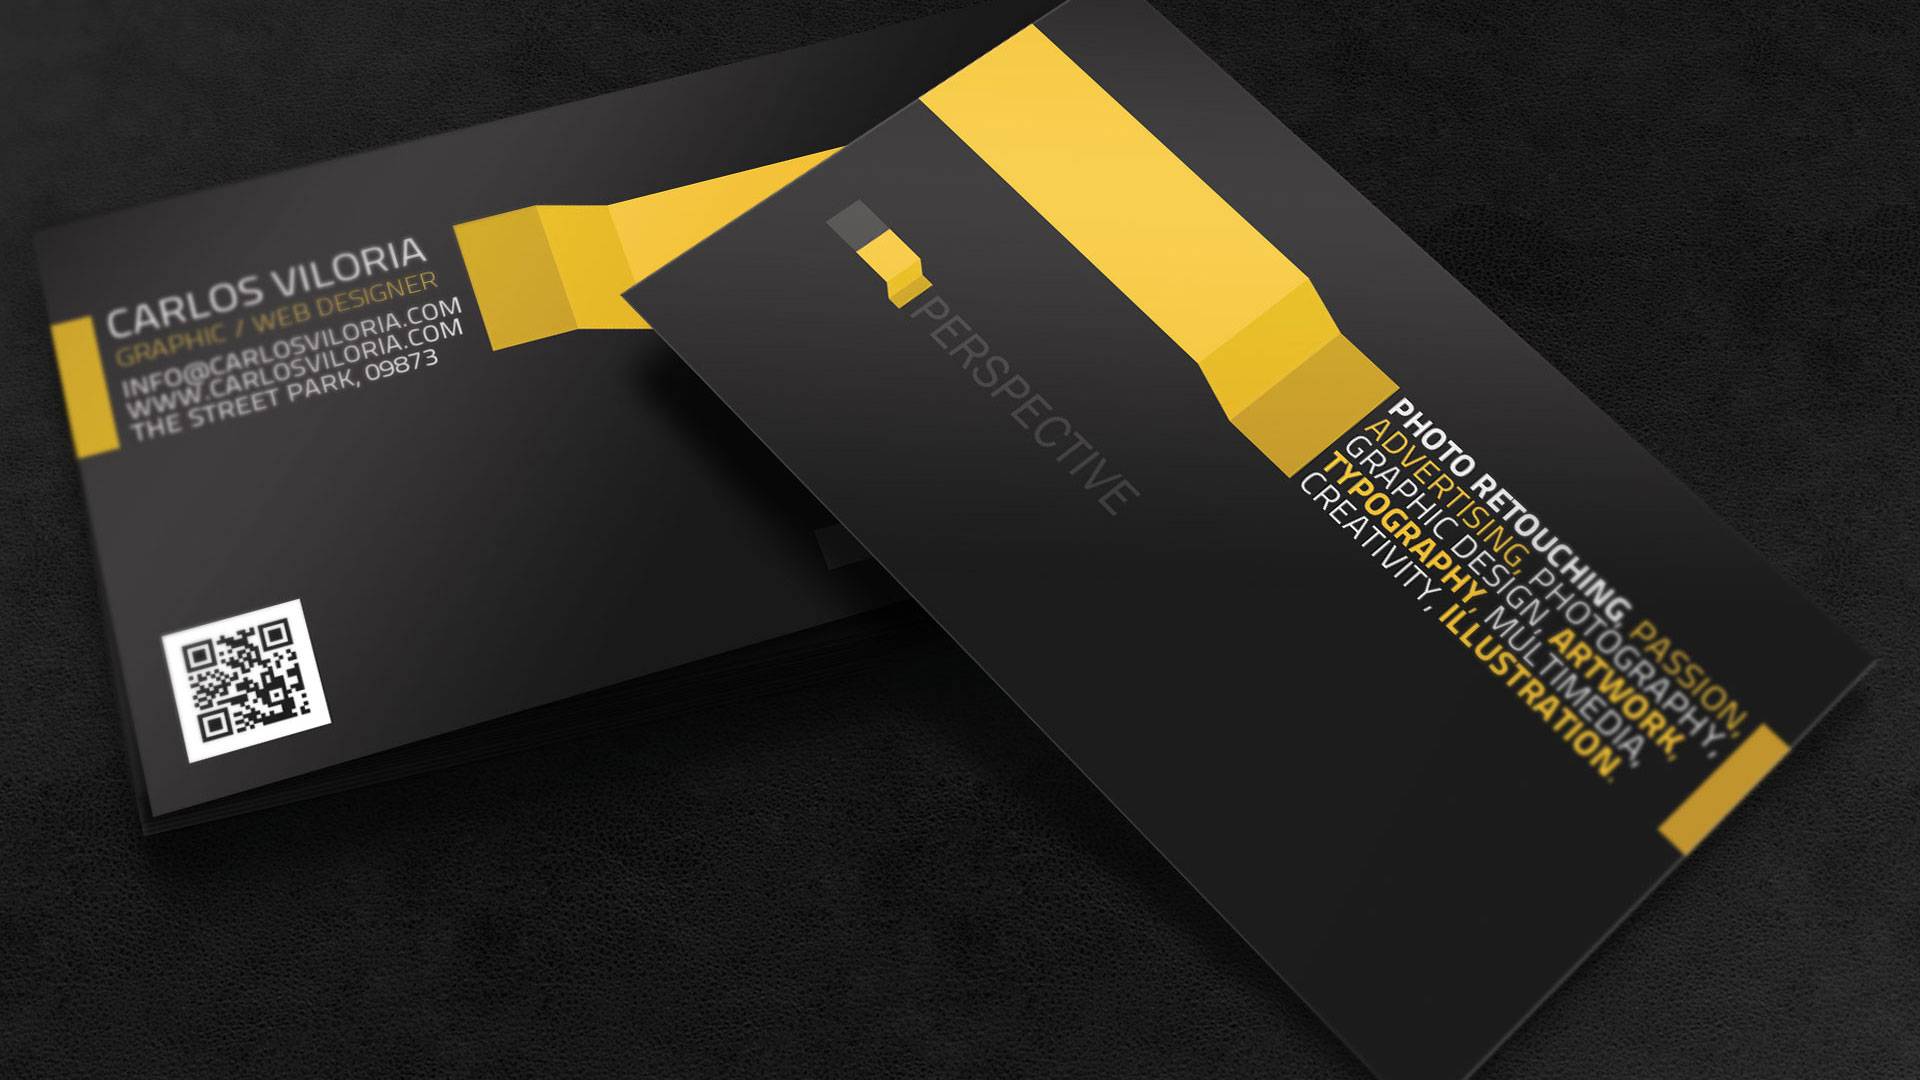 CARLOS VILORIA
GRAPHIC / WEB DESIGNER
INFO@CARLOSVILORIA.COM
WWW.CARLOSVILORIA.COM
THE STREET PARK, 09873
PERSPECTIVE
PHOTO RETOUCHING, PASSION,
ADVERTISING, PHOTOGRAPHY,
GRAPHIC DESIGN, ARTWORK,
TYPOGRAPHY, MULTIMEDIA,
CREATIVITY, ILLUSTRATION.